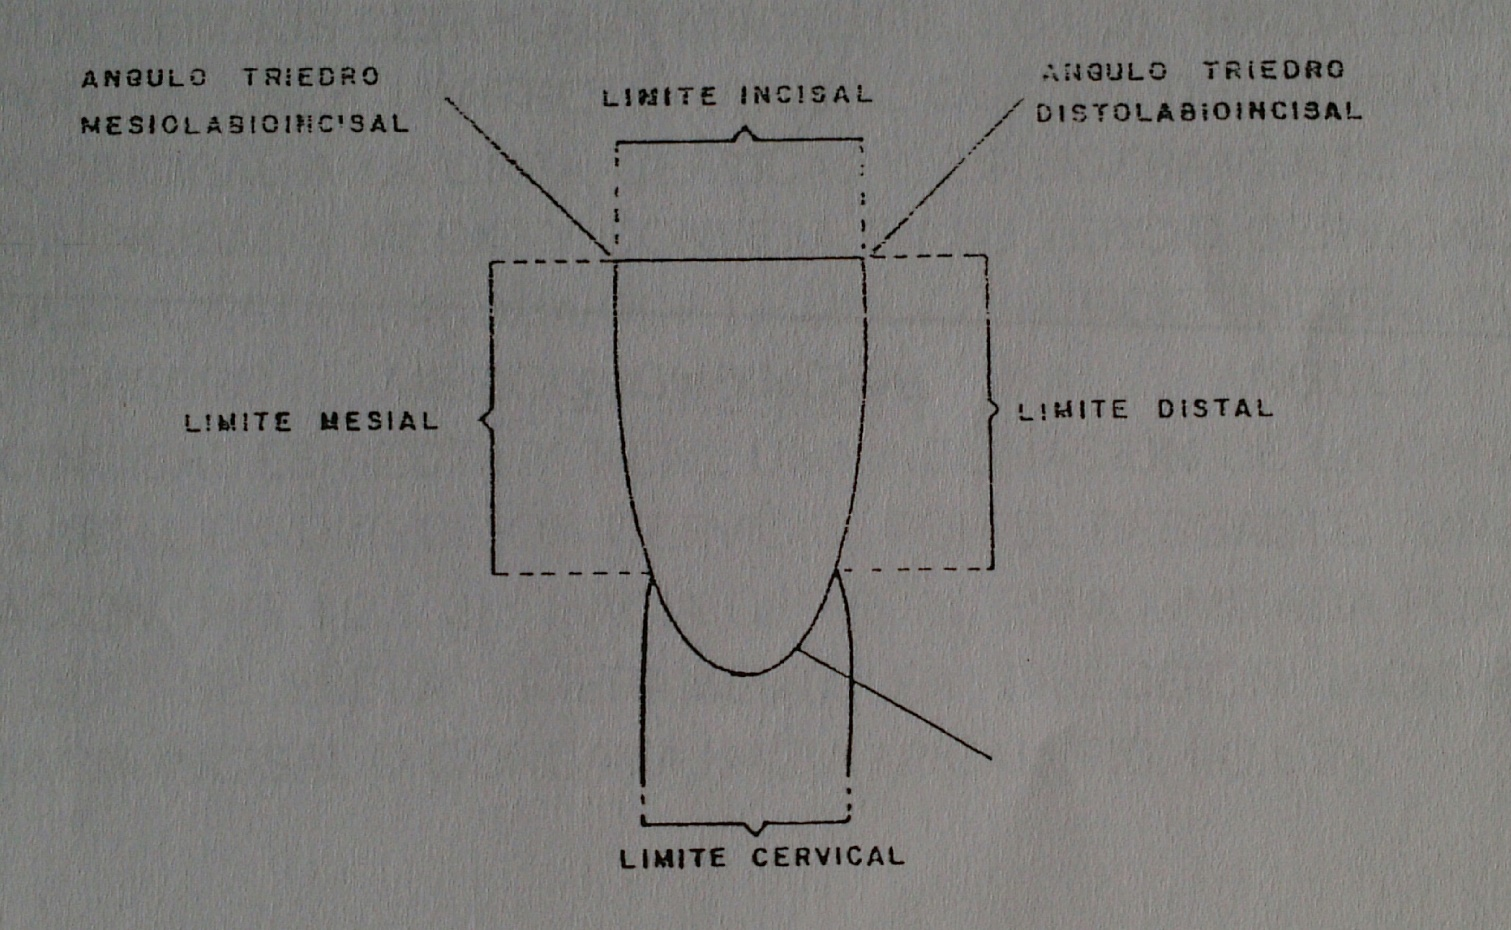 ANGULO TRIEDRO
MESIOLABIOINCISAL
LIMITE INCISAL
ANGULO TRIEDRO
DISTOLABIOINCISAL
LIMITE MESIAL
LIMITE DISTAL
LIMITE CERVICAL